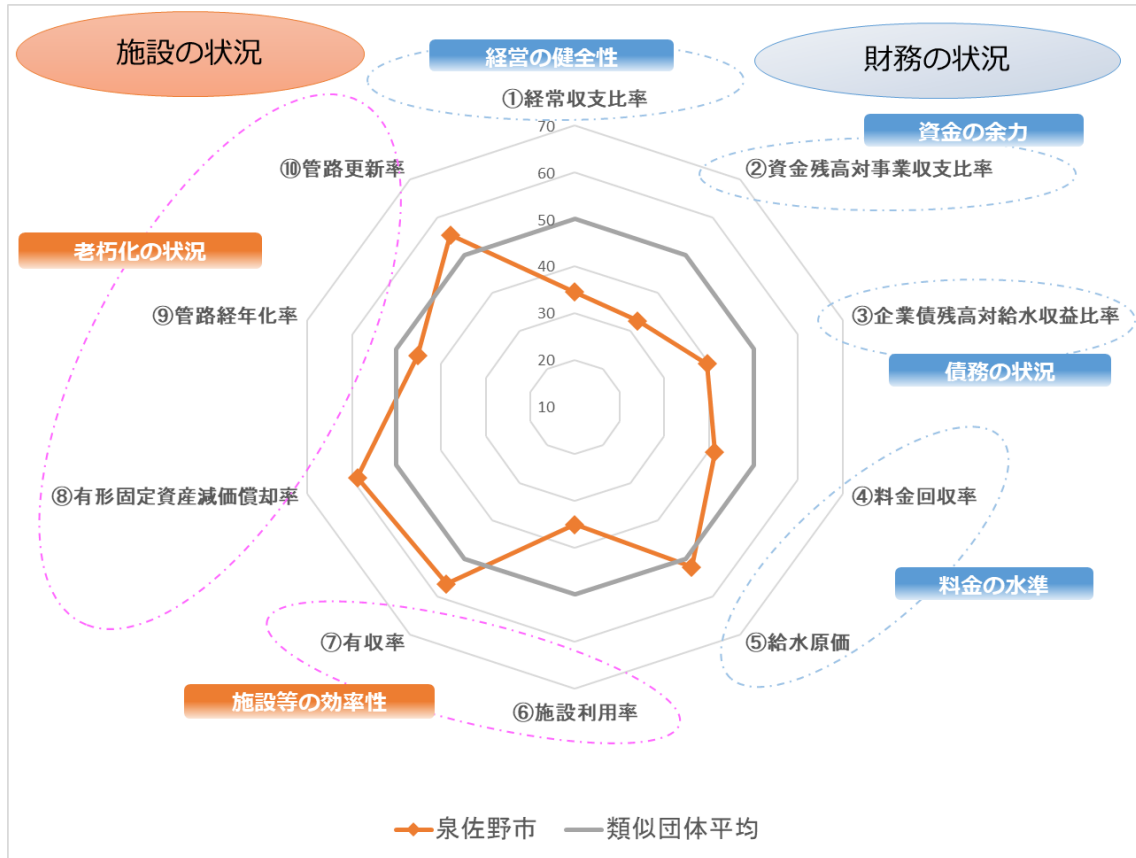 施設の状況
経営の健全性
財務の状況
①経常収支比率
資金の余力
②資金残高対事業収支比率
⑩管路更新率
老朽化の状況
⑨管路経年化率
③企業債残高対給水収益比率
債務の状況
70
60
50
40
30
20
10
⑧有形固定資産減価償却率
④料金回収率
料金の水準
⑦有収率
⑤給水原価
施設等の効率性
⑥施設利用率
泉佐野市
類似団体平均